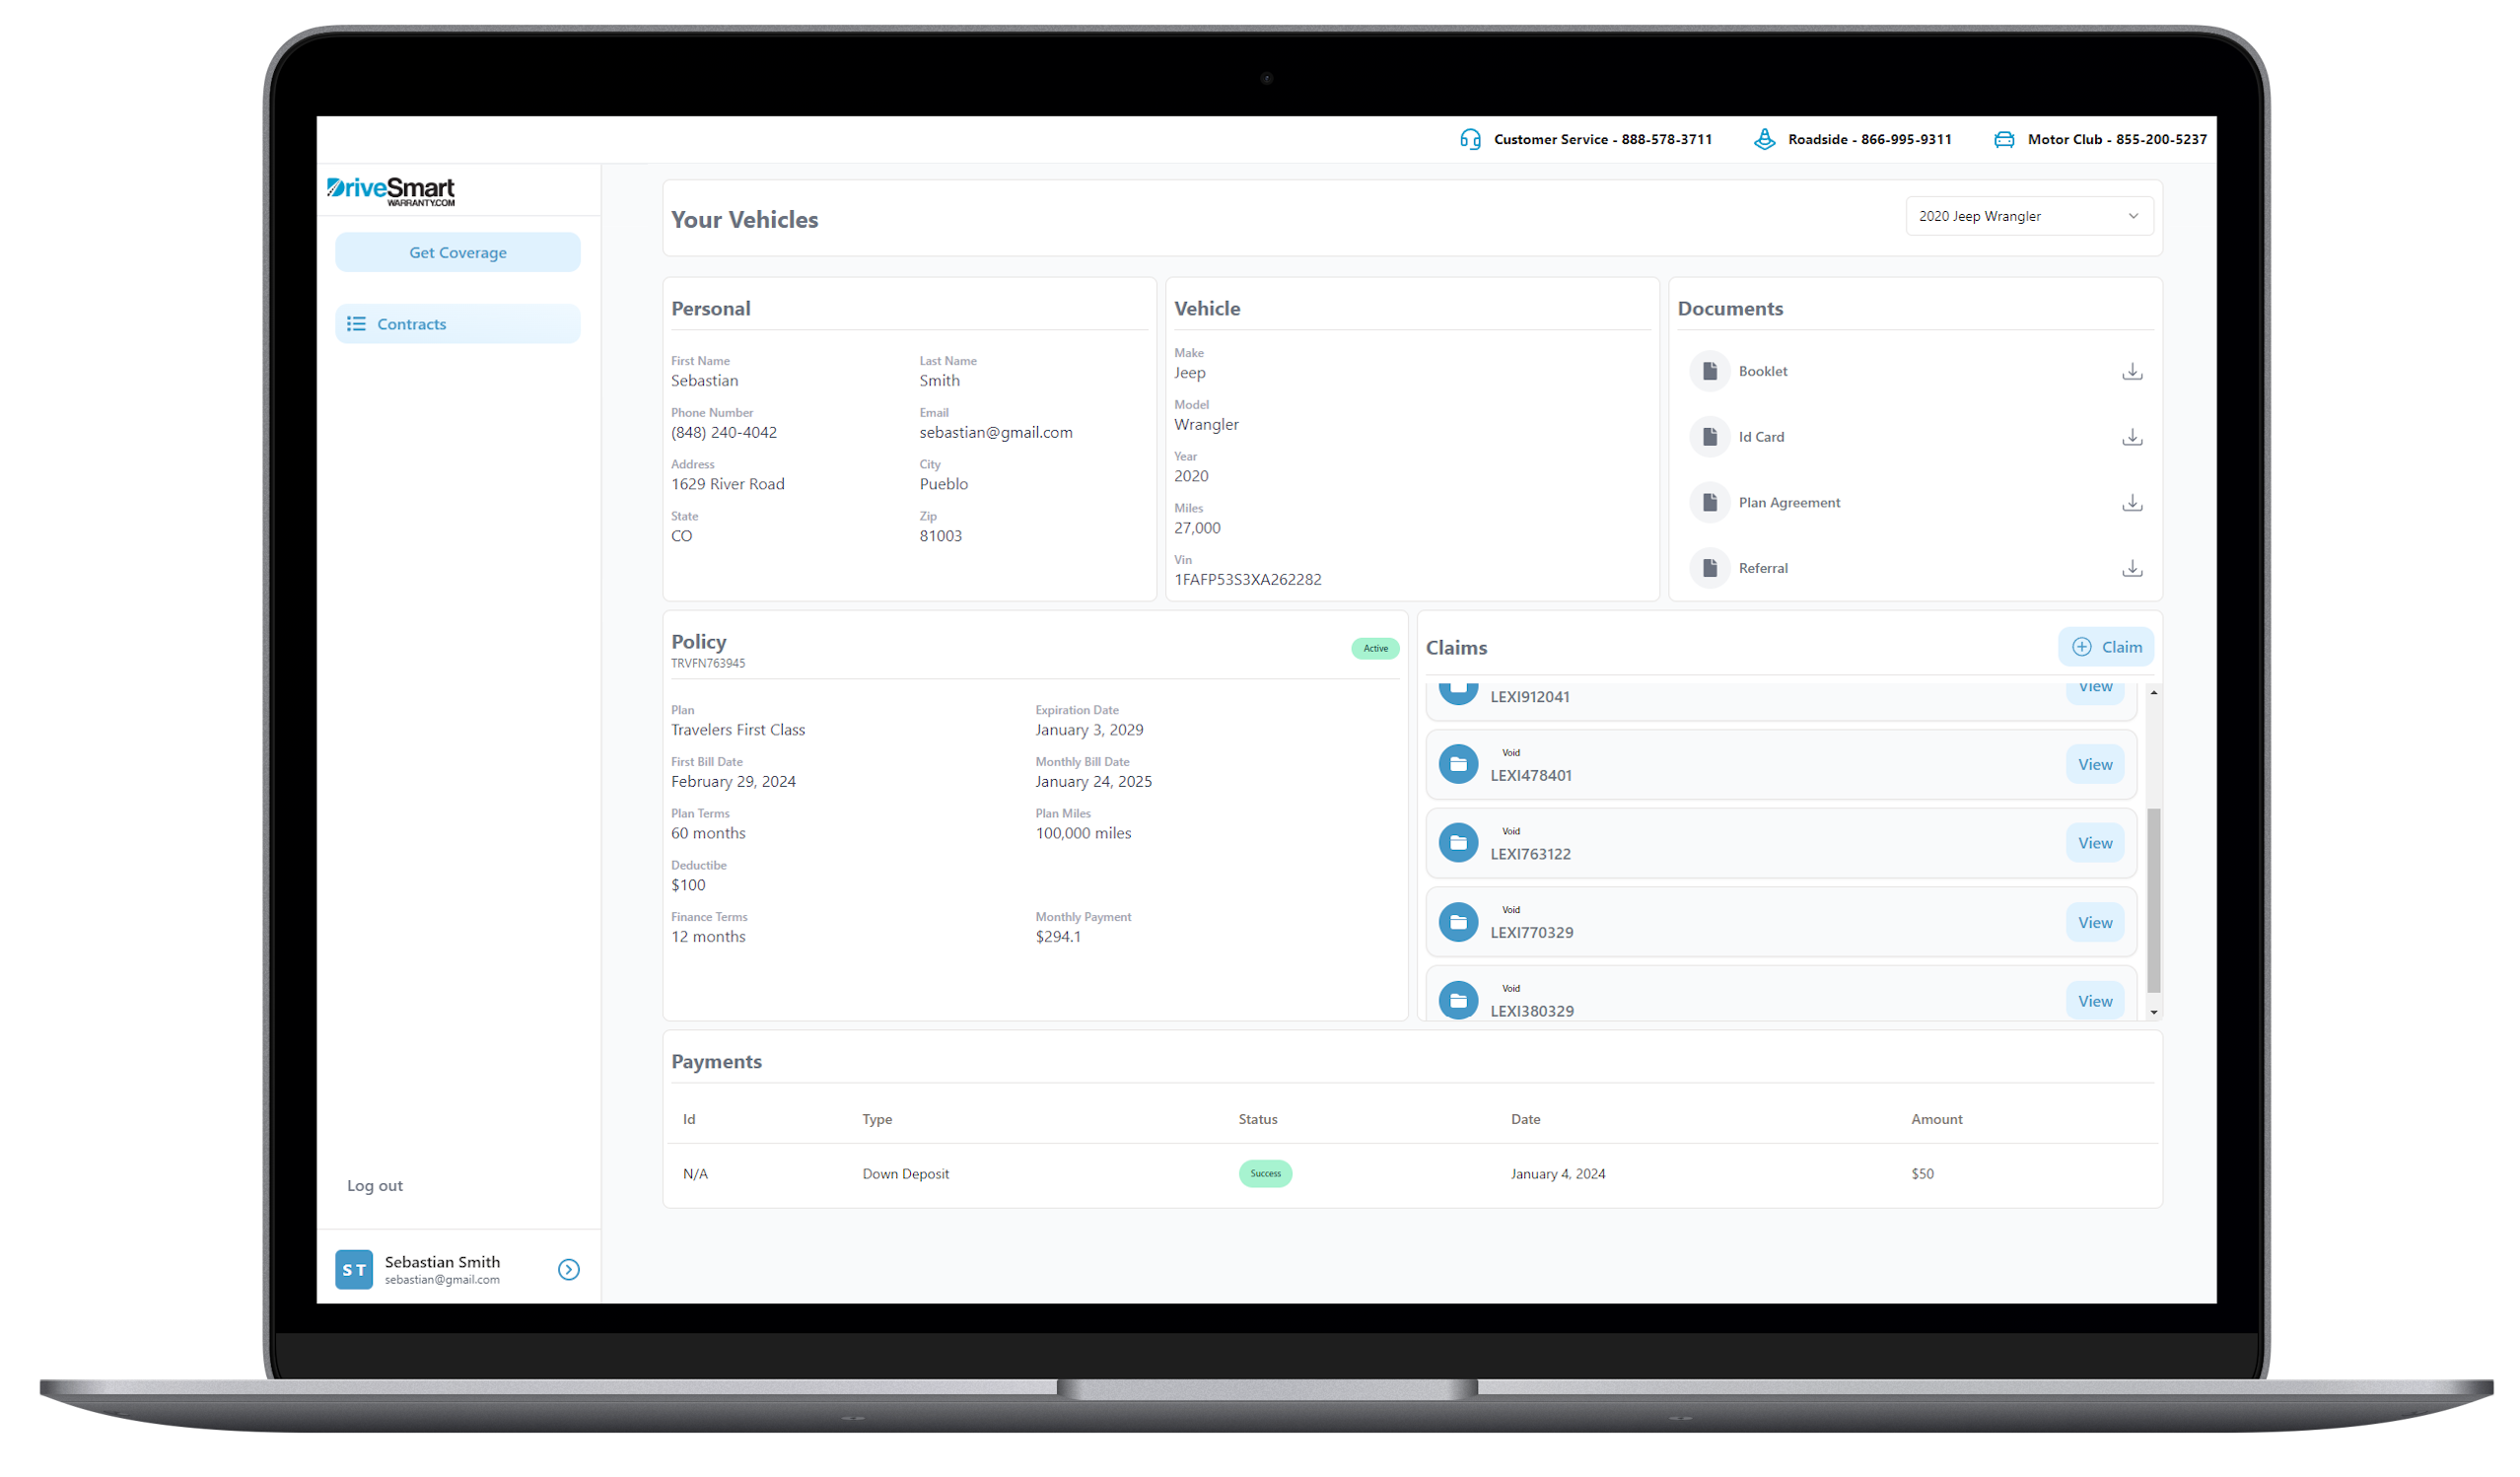 Customer Service - 888-578-3711
Roadside - 866-995-9311
Motor Club - 855-200-5237
DriveSmart
WARRANTY.COM
Get Coverage
Contracts
Your Vehicles
2020 Jeep Wrangler
Personal
First Name
Last Name
Sebastian
Smith
Phone Number
Email
(848) 240-4042
sebastian@gmail.com
Address
City
1629 River Road
Pueblo
State
Zip
CO
81003
Vehicle
Make
Jeep
Model
Wrangler
Year
2020
Miles
27,000
Vin
1FAFP53S3XA262282
Documents
Booklet
Id Card
Plan Agreement
Referral
Policy
TRVFN763945
Active
Plan
Expiration Date
Travelers First Class
January 3, 2029
First Bill Date
Monthly Bill Date
February 29, 2024
January 24, 2025
Plan Terms
Plan Miles
60 months
100,000 miles
Deductibe
$100
Finance Terms
Monthly Payment
12 months
$294.1
Claims
Claim
LEXI912041
View
Void
LEXI478401
View
Void
LEXI763122
View
Void
LEXI770329
View
Void
LEXI380329
View
Payments
Id Type Status Date Amount
N/A Down Deposit Success January 4, 2024 $50
Log out
S T
Sebastian Smith
sebastian@gmail.com